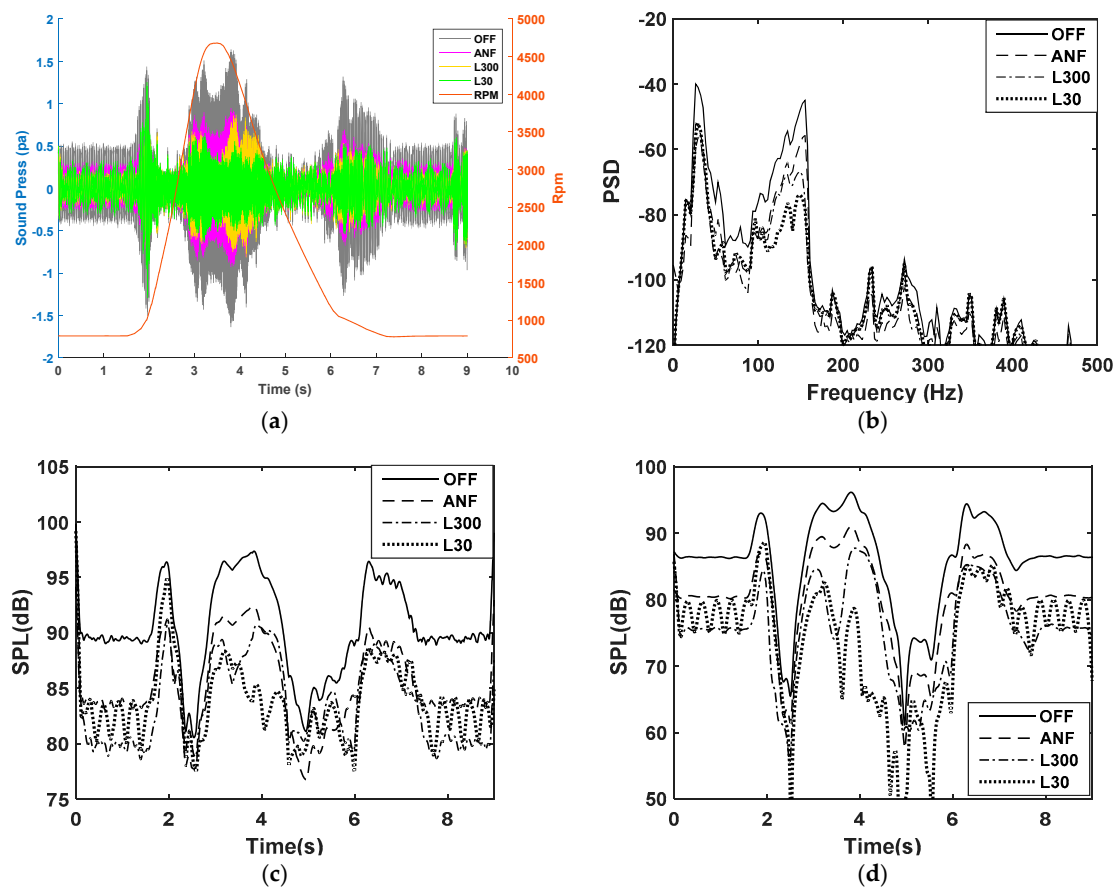 2
1.5
1
0.5
0
-0.5
-1
-1.5
-2
Sound Press (pa)
5000
4500
4000
3500
3000
2500
2000
1500
1000
500
Rpm
OFF
ANF
L300
L30
RPM
0 1 2 3 4 5 6 7 8 9 10
Time (s)
(a)
-20
-40
-60
-80
-100
-120
PSD
OFF
ANF
L300
L30
0 100 200 300 400 500
Frequency (Hz)
(b)
105
100
95
90
85
80
75
SPL(dB)
OFF
ANF
L300
L30
0 2 4 6 8
Time(s)
(c)
100
90
80
70
60
50
SPL(dB)
OFF
ANF
L300
L30
0 2 4 6 8
Time(s)
(d)